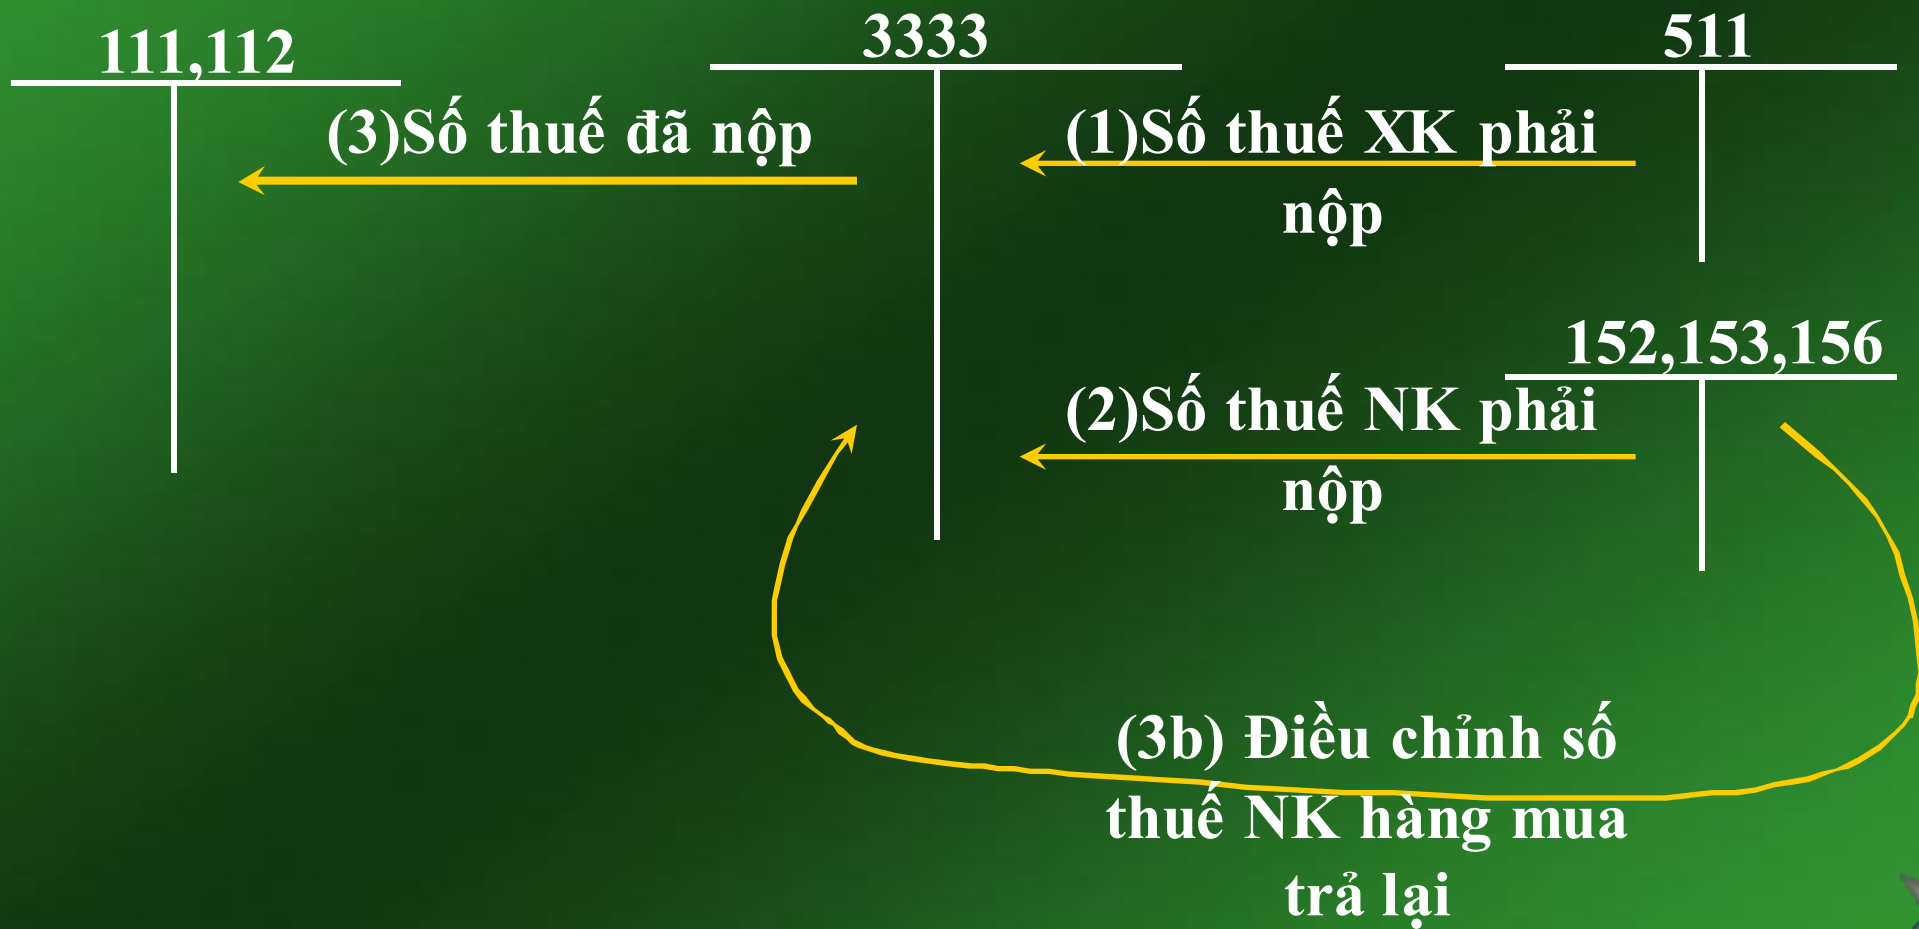 111,112
3333
511
(3)Số thuế đã nộp
(1)Số thuế XK phải
nộp
152,153,156
(2)Số thuế NK phải
nộp
(3b) Điều chỉnh số
thuế NK hàng mua
trả lại